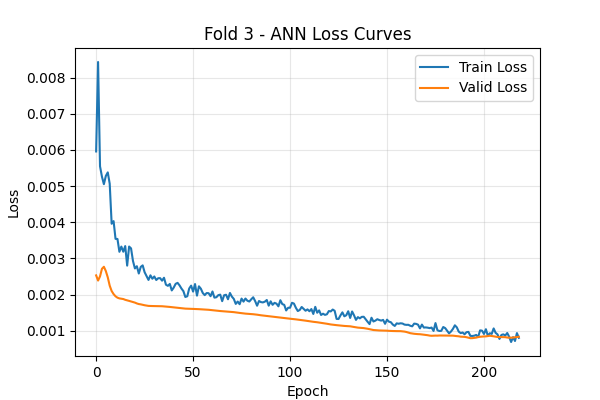 Fold 3 - ANN Loss Curves
Train Loss
Valid Loss
Loss
0.008
0.007
0.006
0.005
0.004
0.003
0.002
0.001
0 50 100 150 200
Epoch